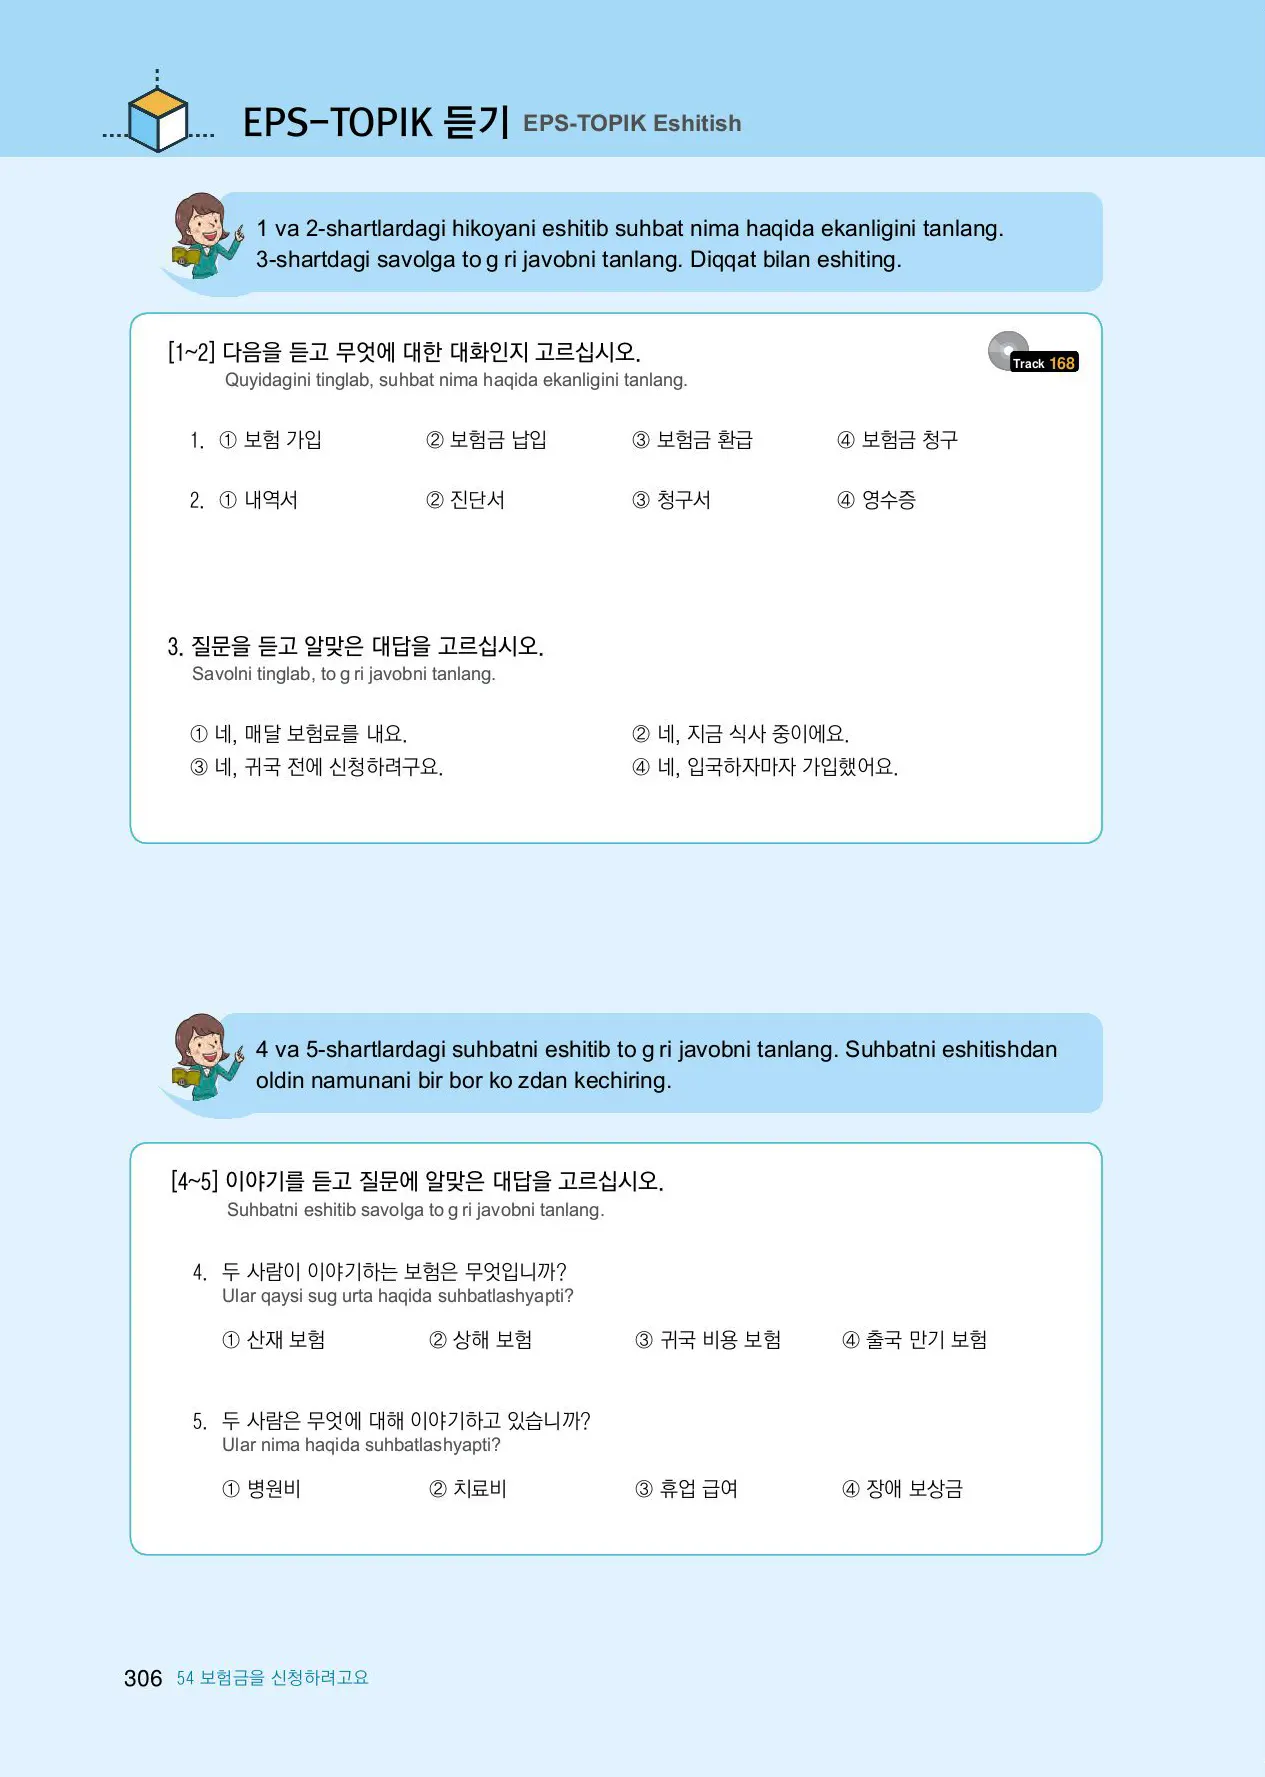 EPS-TOPIK 듣기 EPS-TOPIK Eshitish
1 va 2-shartlardagi hikoyani eshitib suhbat nima haqida ekanligini tanlang.
3-shartdagi savolga to g ri javobni tanlang. Diqqat bilan eshiting.
[1~2] 다음을 듣고 무엇에 대한 대화인지 고르십시오.
Track 168
Quyidagini tinglab, suhbat nima haqida ekanligini tanlang.
1. ① 보험 가입 ② 보험금 납입 ③ 보험금 환급 ④ 보험금 청구
2. ① 내역서 ② 진단서 ③ 청구서 ④ 영수증
3. 질문을 듣고 알맞은 대답을 고르십시오.
Savolni tinglab, to g ri javobni tanlang.
① 네, 매달 보험료를 내요. ② 네, 지금 식사 중이에요.
③ 네, 귀국 전에 신청하려구요. ④ 네, 입국하자마자 가입했어요.
4 va 5-shartlardagi suhbatni eshitib to g ri javobni tanlang. Suhbatni eshitishdan
oldin namunani bir bor ko zdan kechiring.
[4~5] 이야기를 듣고 질문에 알맞은 대답을 고르십시오.
Suhbatni eshitib savolga to g ri javobni tanlang.
4. 두 사람이 이야기하는 보험은 무엇입니까?
Ular qaysi sug urta haqida suhbatlashyapti?
① 산재 보험 ② 상해 보험 ③ 귀국 비용 보험 ④ 출국 만기 보험
5. 두 사람은 무엇에 대해 이야기하고 있습니까?
Ular nima haqida suhbatlashyapti?
① 병원비 ② 치료비 ③ 휴업 급여 ④ 장애 보상금
306 54 보험금을 신청하려고요